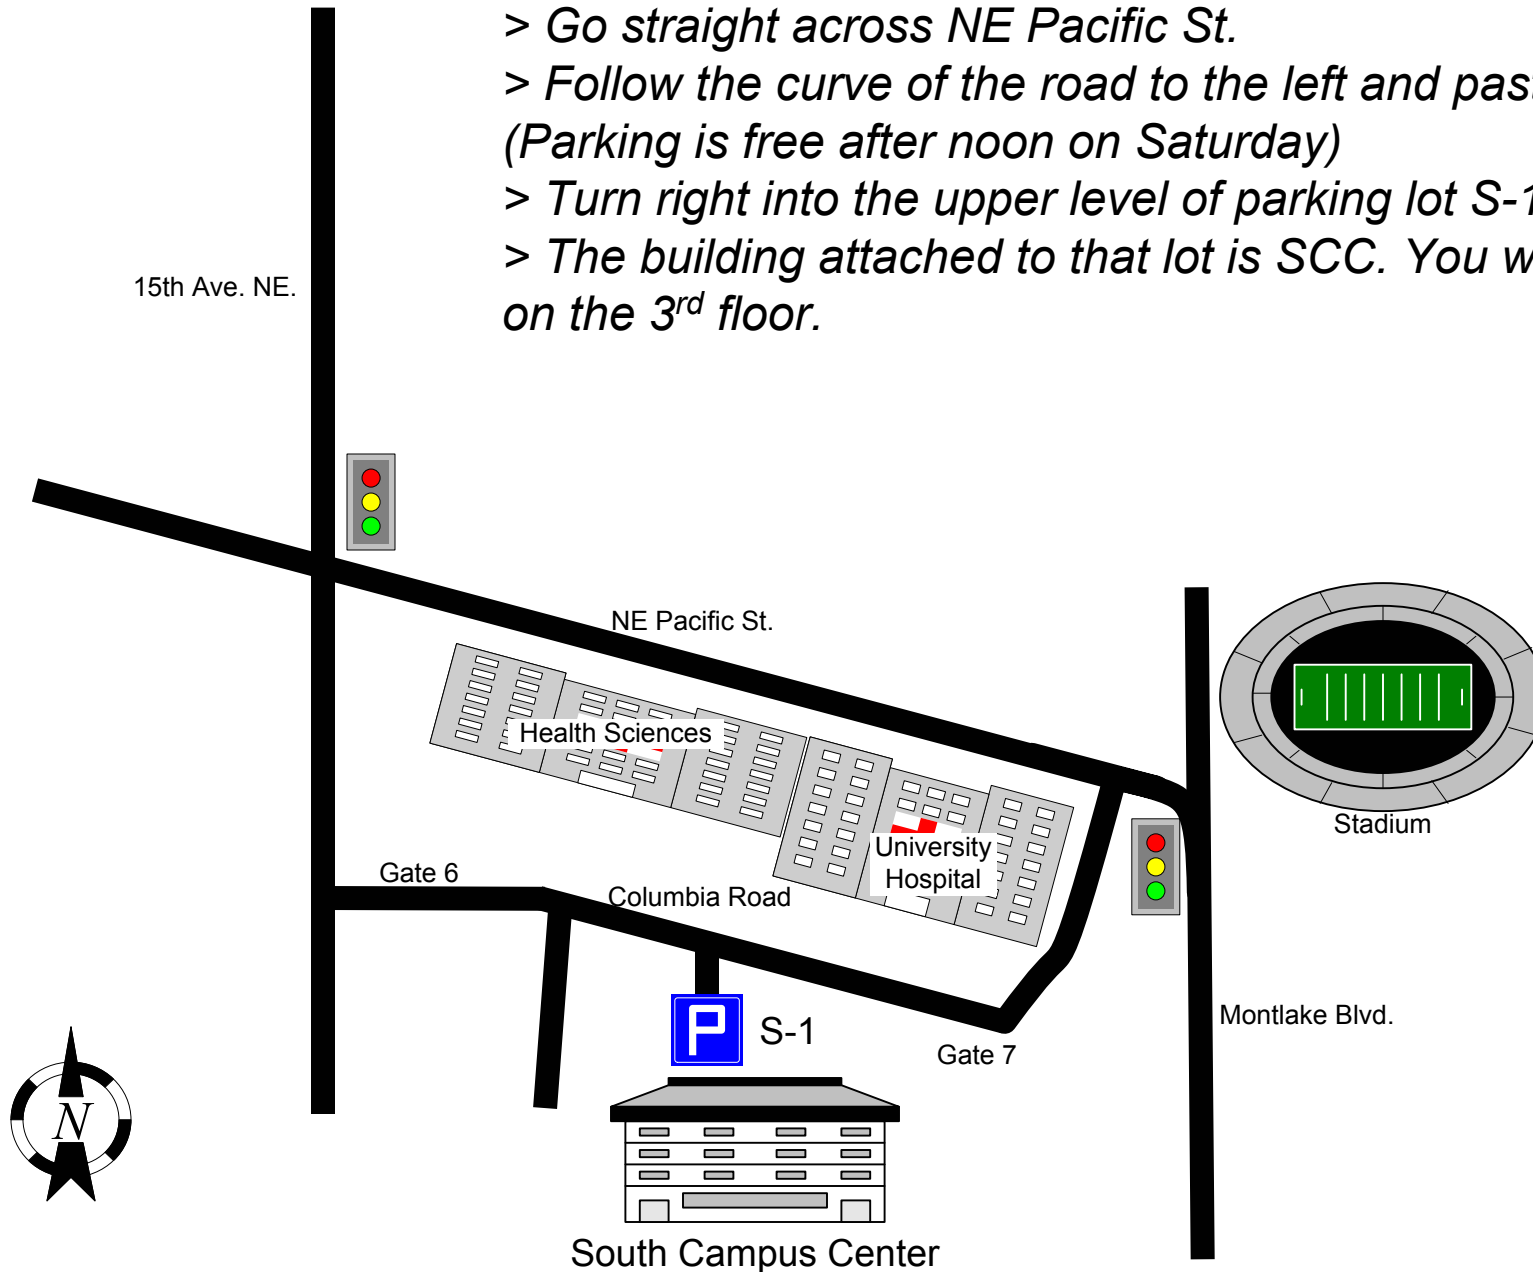 > Go straight across NE Pacific St.
> Follow the curve of the road to the left and past
(Parking is free after noon on Saturday)
> Turn right into the upper level of parking lot S-1
> The building attached to that lot is SCC. You w
on the 3rd floor.
15th Ave. NE.
NE Pacific St.
Health Sciences
University
Hospital
Stadium
Gate 6
Columbia Road
P
S-1
Gate 7
Montlake Blvd.
N
South Campus Center